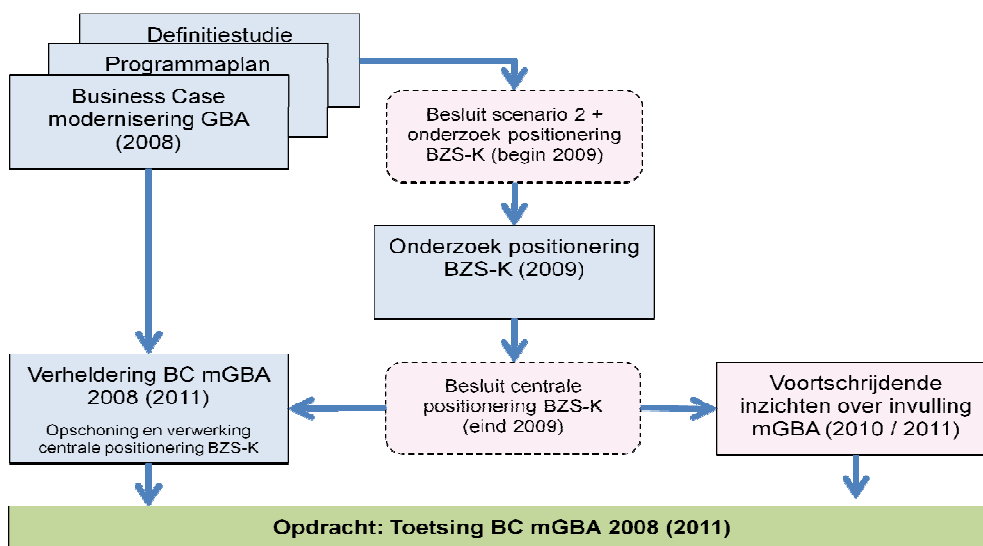 Definitiestudie
Programmaplan
Business Case
modernisering GBA
(2008)
Besluit scenario 2 +
onderzoek positionering
BZS-K (begin 2009)
Onderzoek positionering
BZS-K (2009)
Verheldering BC mGBA
2008 (2011)
Opschoning en verwerking
centrale positionering BZS-K
Besluit centrale
positionering BZS-K
(eind 2009)
Voortschrijdende
inzichten over invulling
mGBA (2010 / 2011)
Opdracht: Toetsing BC mGBA 2008 (2011)